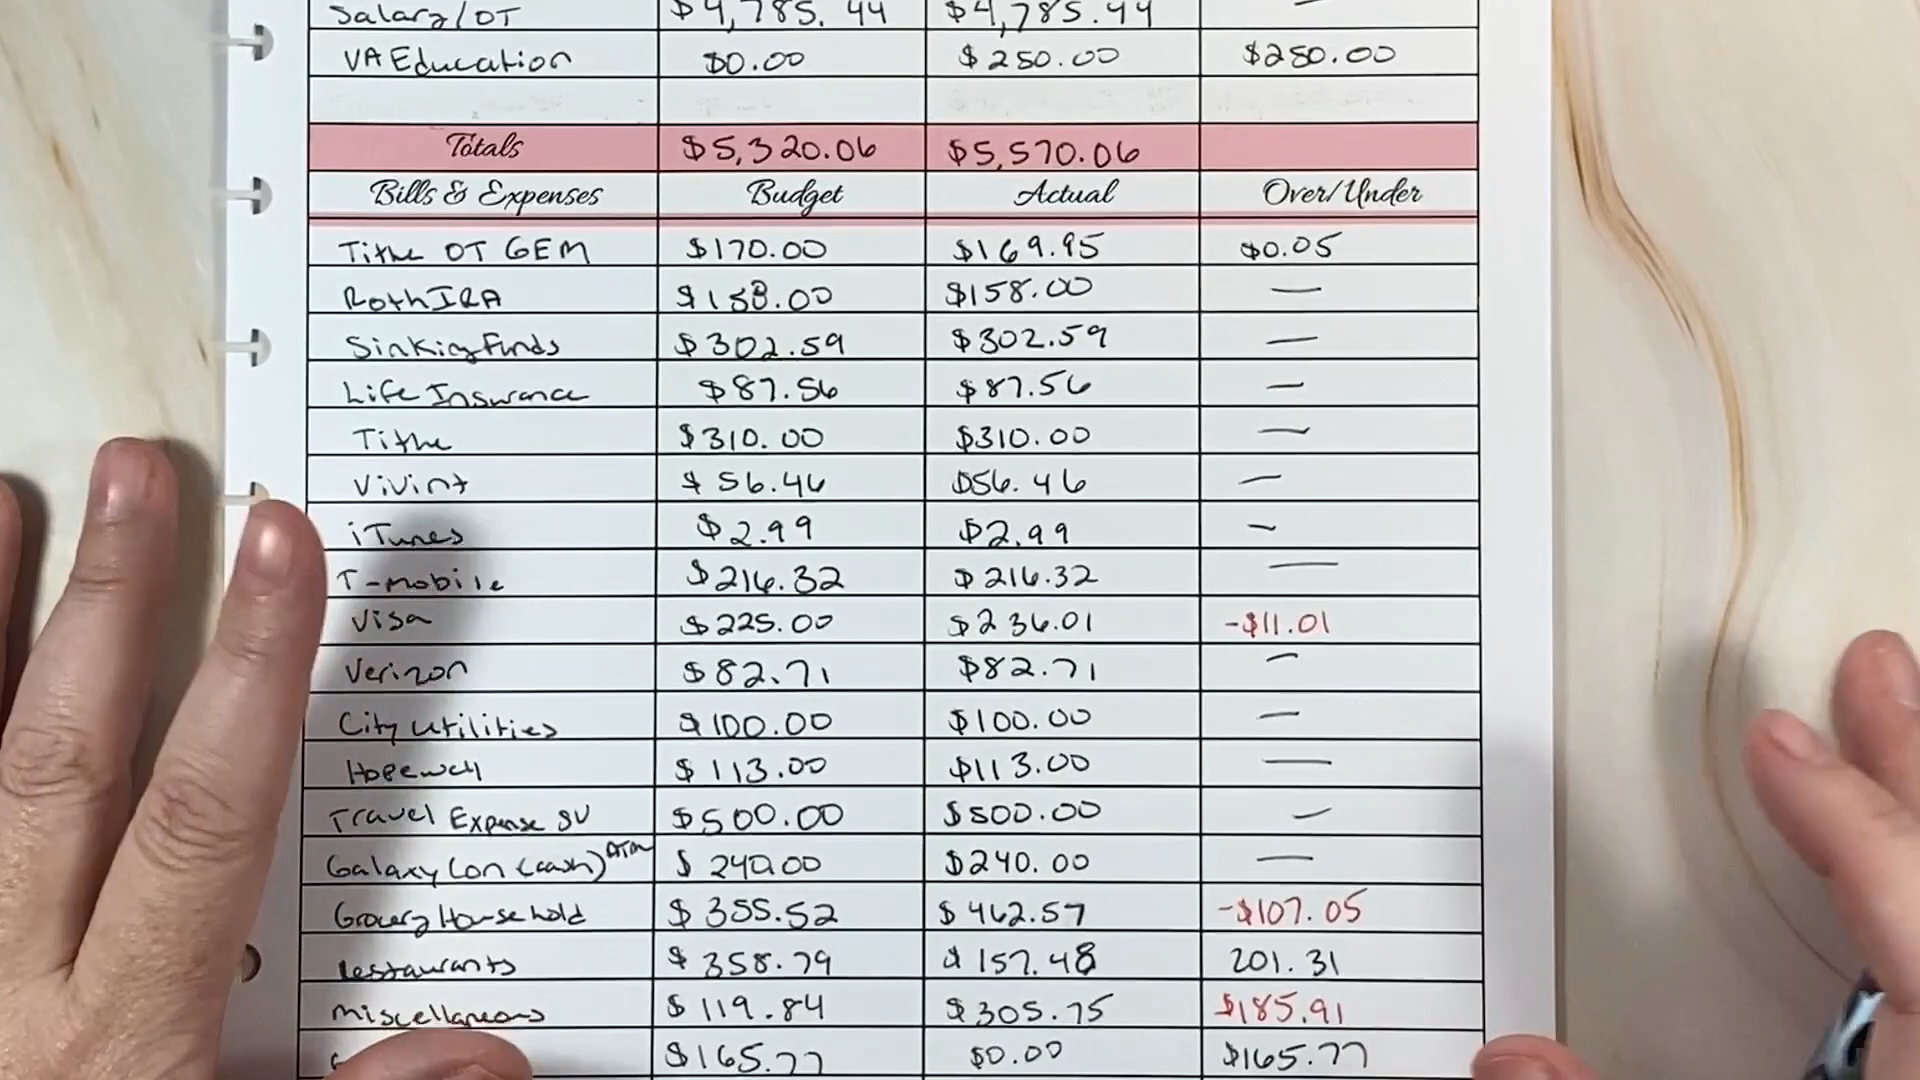 Salary/OT $4,785.44 $4,785.44 —
VA Education $0.00 $250.00 $250.00
Totals $5,320.06 $5,570.06
Bills & Expenses Budget Actual Over/Under
Tithe OT GEM $170.00 $169.95 $0.05
Roth IRA $158.00 $158.00 —
Sinking Funds $302.59 $302.59 —
Life Insurance $87.56 $87.56 —
Tithe $310.00 $310.00 —
Vivint $56.46 $56.46 —
iTunes $2.99 $2.99 —
T-mobile $216.32 $216.32 —
Visa $225.00 $236.01 -$11.01
Verizon $82.71 $82.71 —
City Utilities $100.00 $100.00 —
Hopewell $113.00 $113.00 —
Travel Expense SV $500.00 $500.00 —
Galaxy Con (cash) ATM $240.00 $240.00 —
Grocery Household $355.52 $462.57 -$107.05
Restaurants $358.79 $157.48 201.31
Miscellaneous $119.84 $305.75 $185.91
$165.77 $0.00 $165.77